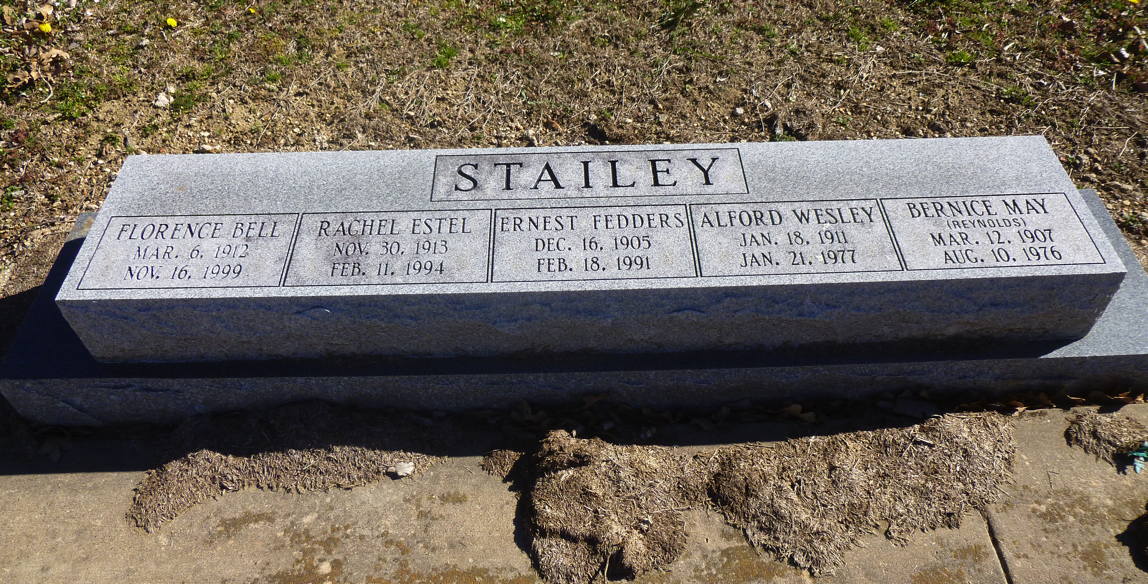 STAILEY
FLORENCE BELL
MAR. 6, 1912
NOV. 16, 1999
RACHEL ESTEL
NOV. 30, 1913
FEB. 11, 1994
ERNEST FEDDERS
DEC. 16, 1905
FEB. 18, 1991
ALFORD WESLEY
JAN. 18, 1911
JAN. 21, 1977
BERNICE MAY
(REYNOLDS)
MAR. 12, 1907
AUG. 10, 1976